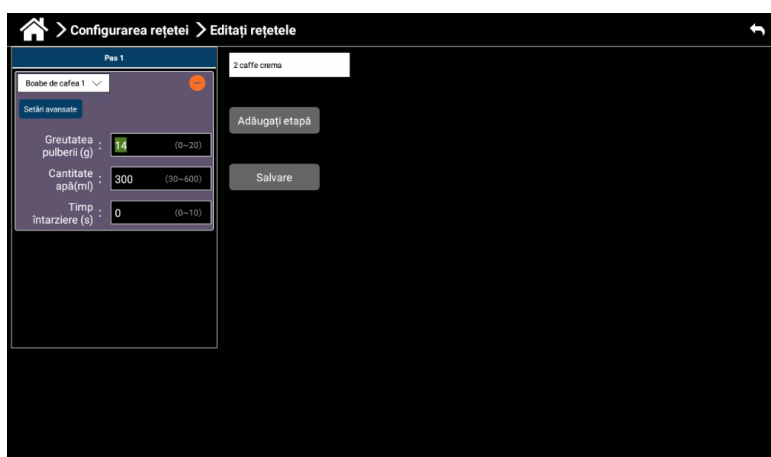 Configurarea rețetei Editați rețetele
Pas 1
2 caffe crema
Boabe de cafea 1
Setări avansate
Adăugați etapă
Greutatea
pulberii (g) : 14 (0~20)
Salvare
Cantitate
apă(ml) : 300 (30~600)
Timp
întarziere (s) : 0 (0~10)